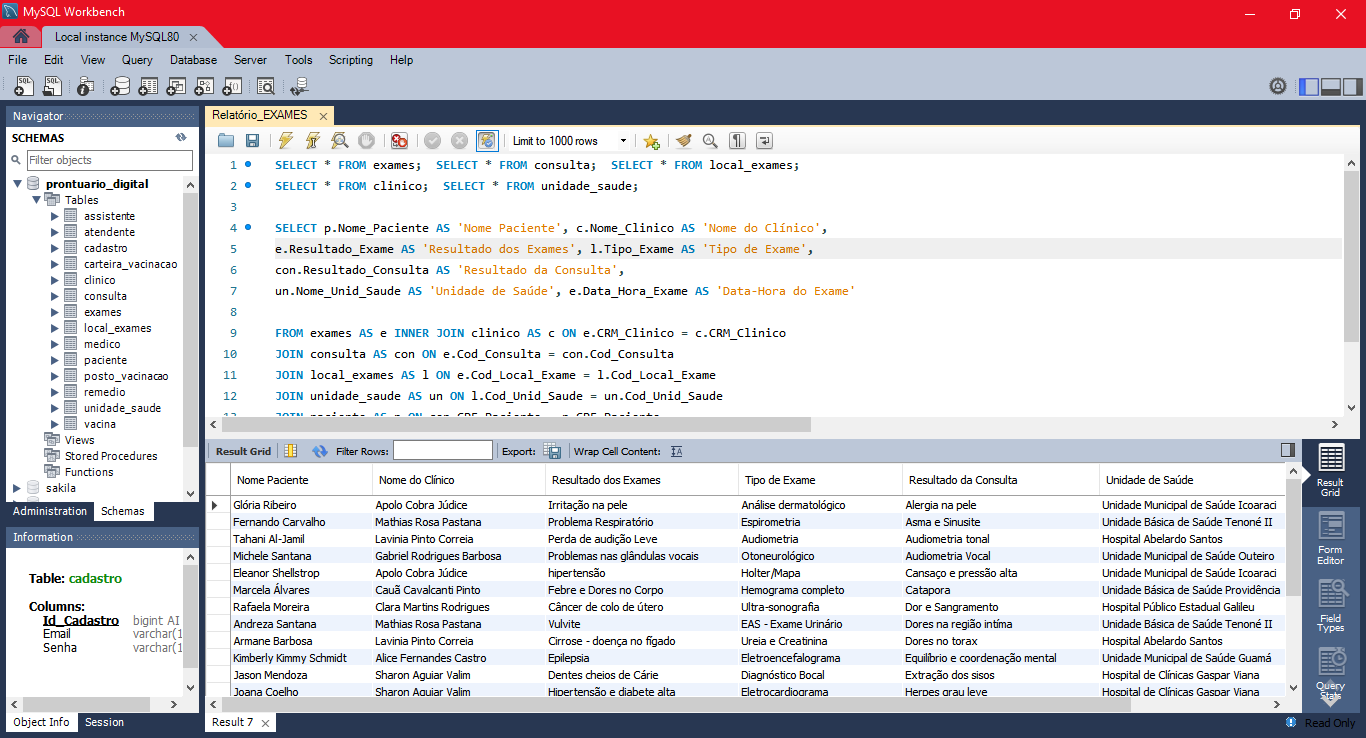 MySQL Workbench
Local instance MySQL80
File Edit View Query Database Server Tools Scripting Help
Navigator
SCHEMAS
Filter objects
prontuario_digital
Tables
assistente
atendente
cadastro
carteira_vacinacao
clinico
consulta
exames
local_exames
medico
paciente
posto_vacinacao
remedio
unidade_saude
vacina
Views
Stored Procedures
Functions
sakila
Administration Schemas
Information
Table: cadastro
Columns:
Id_Cadastro bigint AI
Email varchar(1
Senha varchar(1
Object Info Session
Relatório_EXAMES
Limit to 1000 rows
1 SELECT * FROM exames; SELECT * FROM consulta; SELECT * FROM local_exames;
2 SELECT * FROM clinico; SELECT * FROM unidade_saude;
3
4 SELECT p.Nome_Paciente AS 'Nome Paciente', c.Nome_Clinico AS 'Nome do Clínico',
5 e.Resultado_Exame AS 'Resultado dos Exames', l.Tipo_Exame AS 'Tipo de Exame',
6 con.Resultado_Consulta AS 'Resultado da Consulta',
7 un.Nome_Unid_Saude AS 'Unidade de Saúde', e.Data_Hora_Exame AS 'Data-Hora do Exame'
8
9 FROM exames AS e INNER JOIN clinico AS c ON e.CRM_Clinico = c.CRM_Clinico
10 JOIN consulta AS con ON e.Cod_Consulta = con.Cod_Consulta
11 JOIN local_exames AS l ON e.Cod_Local_Exame = l.Cod_Local_Exame
12 JOIN unidade_saude AS un ON l.Cod_Unid_Saude = un.Cod_Unid_Saude
Result Grid Filter Rows: Export: Wrap Cell Content:
Nome Paciente Nome do Clínico Resultado dos Exames Tipo de Exame Resultado da Consulta Unidade de Saúde
Glória Ribeiro Apolo Cobra Júdice Irritação na pele Análise dermatológico Alergia na pele Unidade Municipal de Saúde Icoaraci
Fernando Carvalho Mathias Rosa Pastana Problema Respiratório Espirometria Asma e Sinusite Unidade Básica de Saúde Tenoné II
Tahani Al-Jamil Lavinia Pinto Correia Perda de audição Leve Audiometria Audiometria tonal Hospital Abelardo Santos
Michele Santana Gabriel Rodrigues Barbosa Problemas nas glândulas vocais Otoneurológico Audiometria Vocal Unidade Municipal de Saúde Outeiro
Eleanor Shellstrop Apolo Cobra Júdice hipertensão Holter/Mapa Cansaço e pressão alta Unidade Municipal de Saúde Icoaraci
Marcela Álvares Cauã Cavalcanti Pinto Febre e Dores no Corpo Hemograma completo Catapora Unidade Básica de Saúde Providência
Rafaela Moreira Clara Martins Rodrigues Câncer de colo de útero Ultra-sonografia Dor e Sangramento Hospital Público Estadual Galileu
Andreza Santana Mathias Rosa Pastana Vulvite EAS - Exame Urinário Dores na região íntima Unidade Básica de Saúde Tenoné II
Armane Barbosa Lavinia Pinto Correia Cirrose - doença no fígado Ureia e Creatinina Dores no torax Hospital Abelardo Santos
Kimberly Kimmy Schmidt Alice Fernandes Castro Epilepsia Eletroencefalograma Equilíbrio e coordenação mental Unidade Municipal de Saúde Guamá
Jason Mendoza Sharon Aguiar Valim Dentes cheios de Cárie Diagnóstico Bocal Extração dos sisos Hospital de Clínicas Gaspar Viana
Joana Coelho Sharon Aguiar Valim Hipertensão e diabete alta Eletrocardiograma Herpes grau leve Hospital de Clínicas Gaspar Viana
Result 7
Result
Grid
Form
Editor
Field
Types
Query
Stats
Read Only